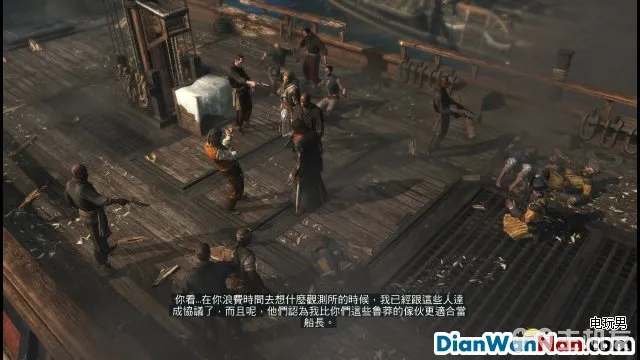 你看...在你浪費時間去想什麼觀測所的時候，我已經跟這些人達
成協議了，而且呢，他們認為我比你們這些魯莽的傢伙更適合當
船長。
电玩男
DianWanNan.com